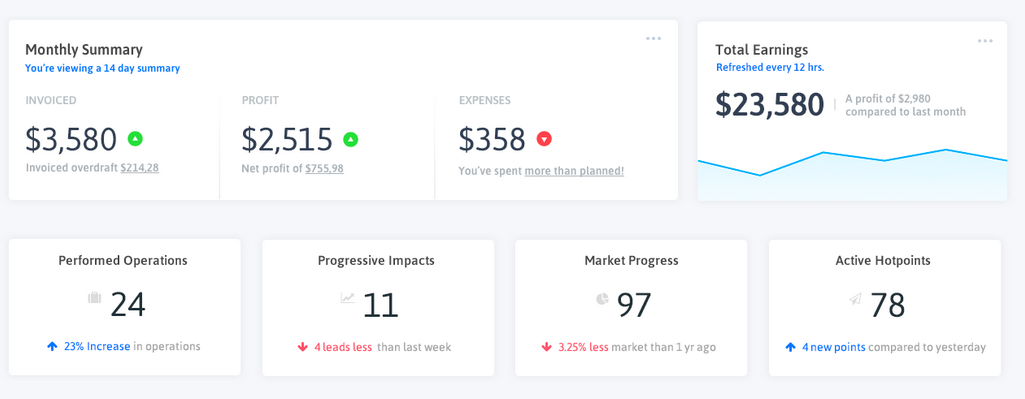 Monthly Summary
You're viewing a 14 day summary
INVOICED
$3,580
Invoiced overdraft $214,28
PROFIT
$2,515
Net profit of $755,98
EXPENSES
$358
You've spent more than planned!
Total Earnings
Refreshed every 12 hrs.
$23,580
A profit of $2,980
compared to last month
Performed Operations
24
23% Increase in operations
Progressive Impacts
11
4 leads less than last week
Market Progress
97
3.25% less market than 1 yr ago
Active Hotpoints
78
4 new points compared to yesterday